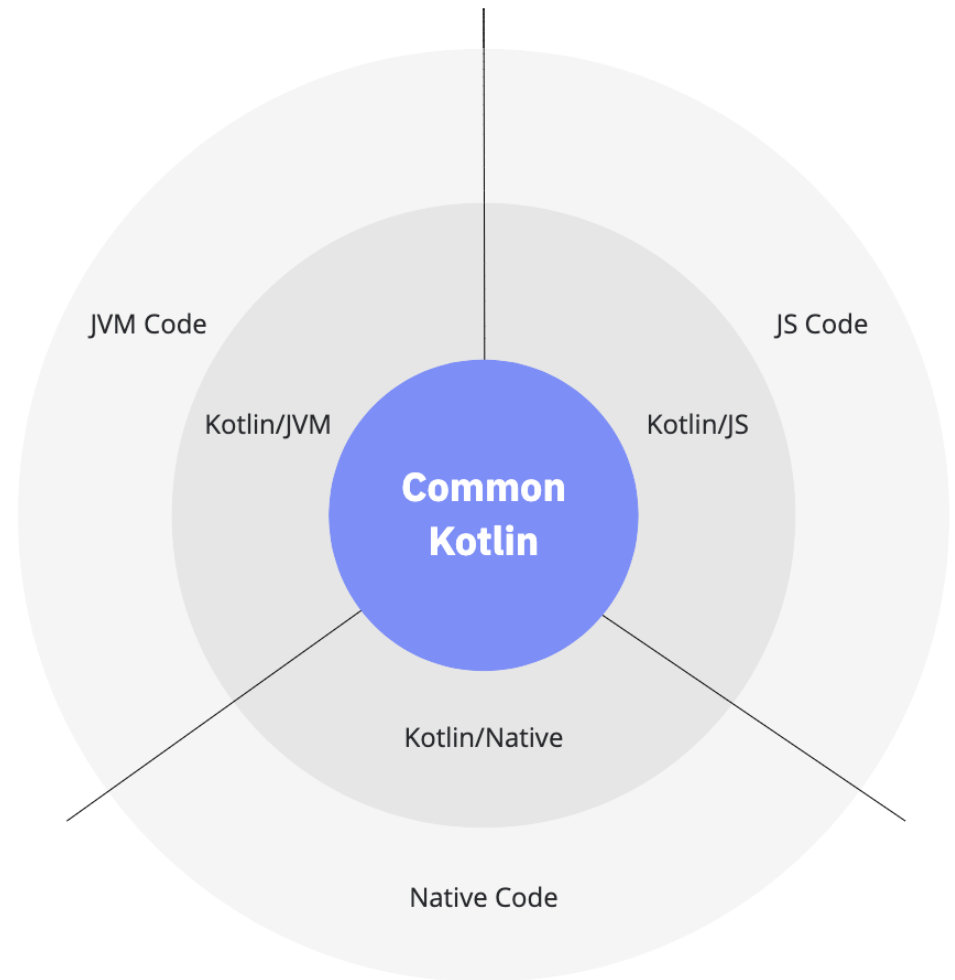 JVM Code
JS Code
Kotlin/JVM
Kotlin/JS
Common
Kotlin
Kotlin/Native
Native Code